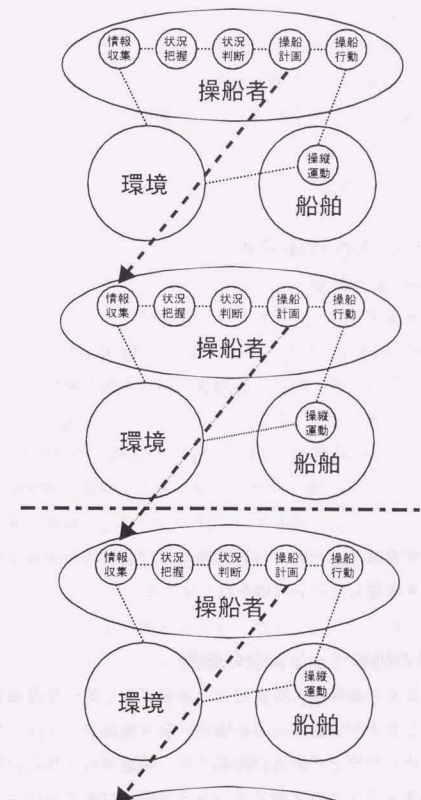 情報収集
状況把握
状況判断
操船計画
操船行動
操船者
環境
操縦運動
船舶
情報収集
状況把握
状況判断
操船計画
操船行動
操船者
環境
操縦運動
船舶
情報収集
状況把握
状況判断
操船計画
操船行動
操船者
環境
操縦運動
船舶